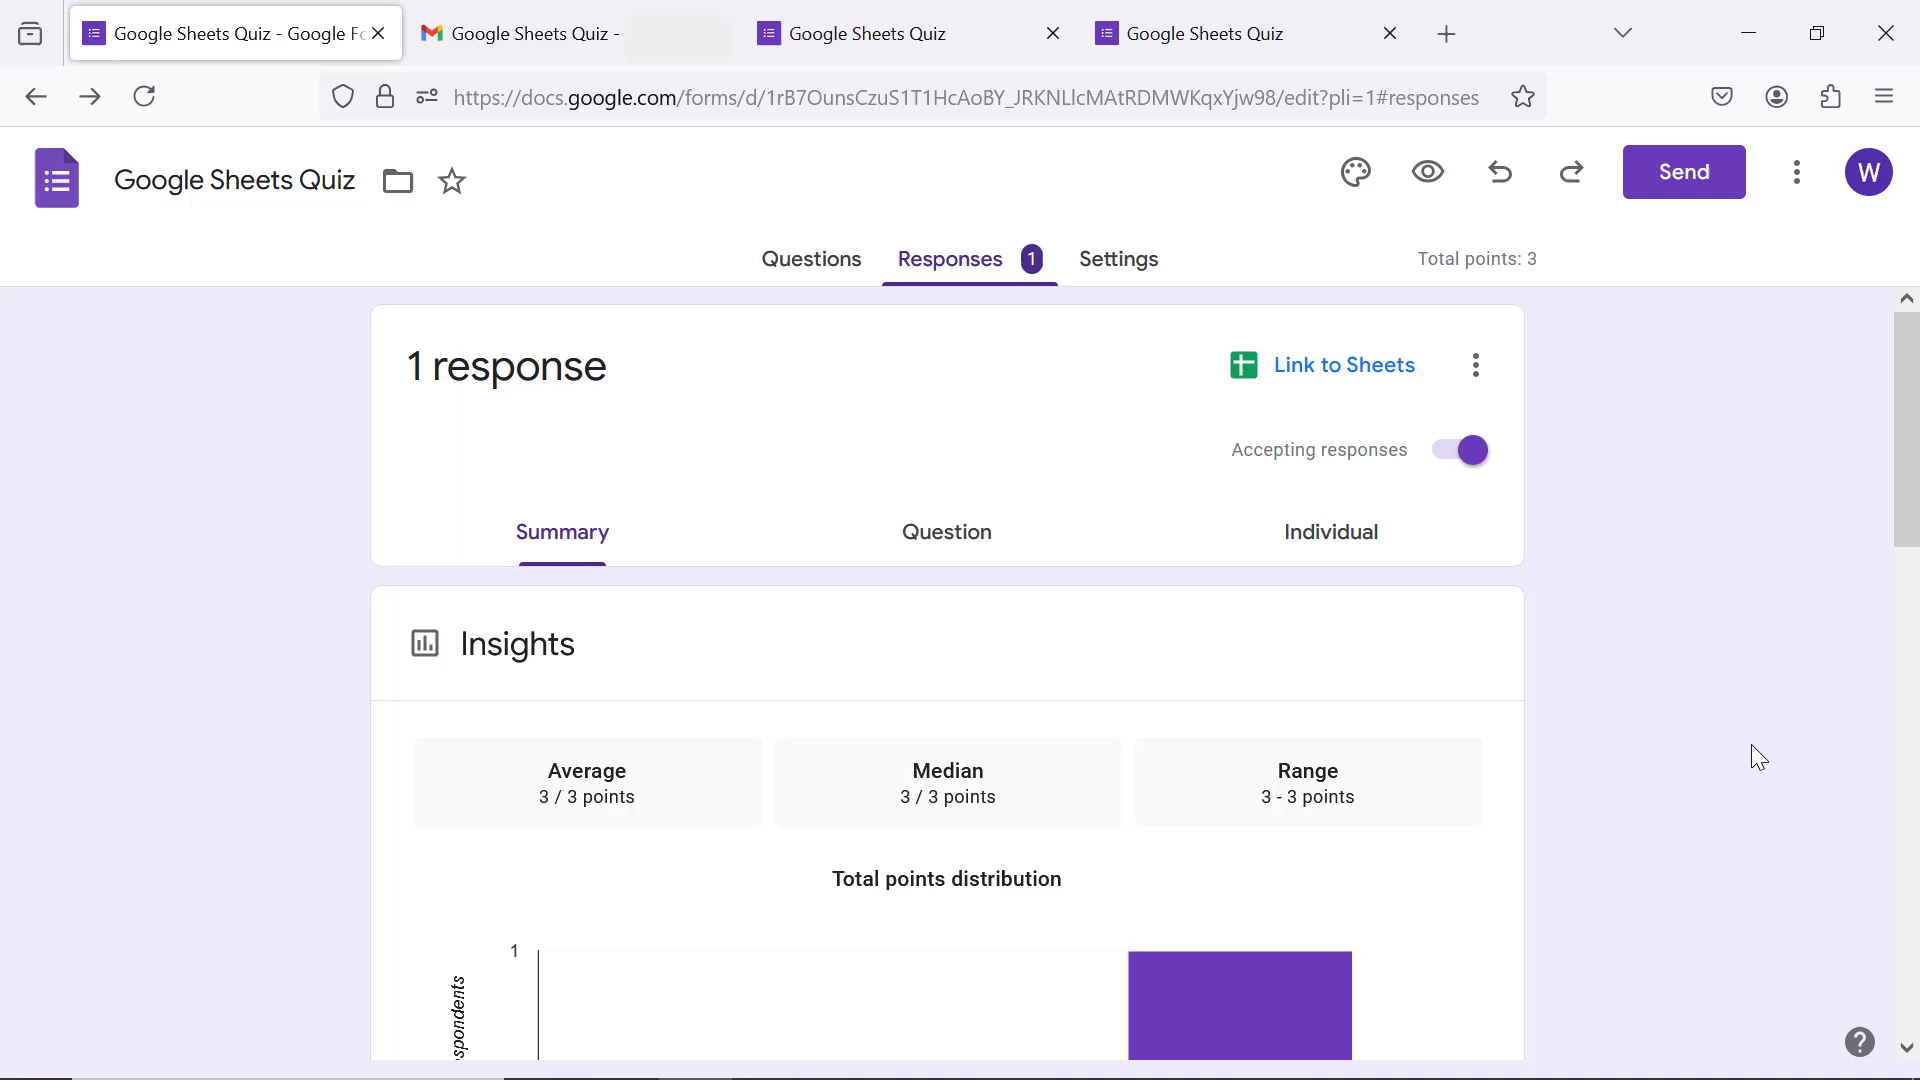 Google Sheets Quiz - Google Fo
Google Sheets Quiz -
Google Sheets Quiz
Google Sheets Quiz
https://docs.google.com/forms/d/1rB7OunsCzuS1T1HcAoBY_JRKNLlcMAtRDMWKqxYjw98/edit?pli=1#responses
Google Sheets Quiz
Send
W
Questions
Responses 1
Settings
Total points: 3
1 response
Link to Sheets
Accepting responses
Summary
Question
Individual
Insights
Average
3 / 3 points
Median
3 / 3 points
Range
3 - 3 points
Total points distribution
1
spondents